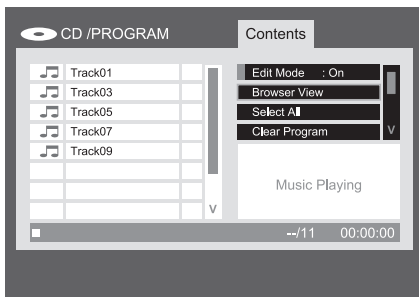 CD /PROGRAM
Contents
Track01
Track03
Track05
Track07
Track09
V
Edit Mode : On
Browser View
Select All
Clear Program
V
Music Playing
--/11 00:00:00